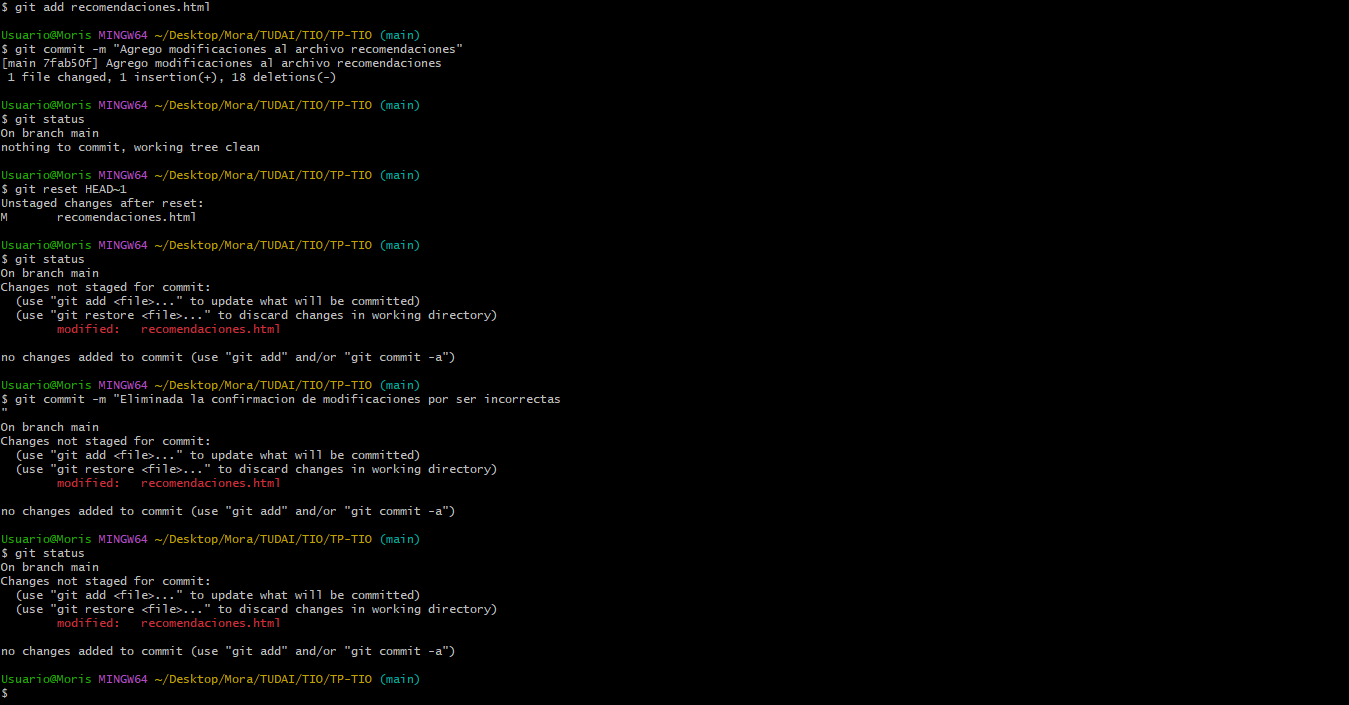 $ git add recomendaciones.html
Usuario@Moris MINGW64 ~/Desktop/Mora/TUDAI/TIO/TP-TIO (main)
$ git commit -m "Agrego modificaciones al archivo recomendaciones"
[main 7fab50f] Agrego modificaciones al archivo recomendaciones
 1 file changed, 1 insertion(+), 18 deletions(-)
Usuario@Moris MINGW64 ~/Desktop/Mora/TUDAI/TIO/TP-TIO (main)
$ git status
On branch main
nothing to commit, working tree clean
Usuario@Moris MINGW64 ~/Desktop/Mora/TUDAI/TIO/TP-TIO (main)
$ git reset HEAD~1
Unstaged changes after reset:
M       recomendaciones.html
Usuario@Moris MINGW64 ~/Desktop/Mora/TUDAI/TIO/TP-TIO (main)
$ git status
On branch main
Changes not staged for commit:
  (use "git add <file>..." to update what will be committed)
  (use "git restore <file>..." to discard changes in working directory)
        modified:   recomendaciones.html
no changes added to commit (use "git add" and/or "git commit -a")
Usuario@Moris MINGW64 ~/Desktop/Mora/TUDAI/TIO/TP-TIO (main)
$ git commit -m "Eliminada la confirmacion de modificaciones por ser incorrectas
"
On branch main
Changes not staged for commit:
  (use "git add <file>..." to update what will be committed)
  (use "git restore <file>..." to discard changes in working directory)
        modified:   recomendaciones.html
no changes added to commit (use "git add" and/or "git commit -a")
Usuario@Moris MINGW64 ~/Desktop/Mora/TUDAI/TIO/TP-TIO (main)
$ git status
On branch main
Changes not staged for commit:
  (use "git add <file>..." to update what will be committed)
  (use "git restore <file>..." to discard changes in working directory)
        modified:   recomendaciones.html
no changes added to commit (use "git add" and/or "git commit -a")
Usuario@Moris MINGW64 ~/Desktop/Mora/TUDAI/TIO/TP-TIO (main)
$